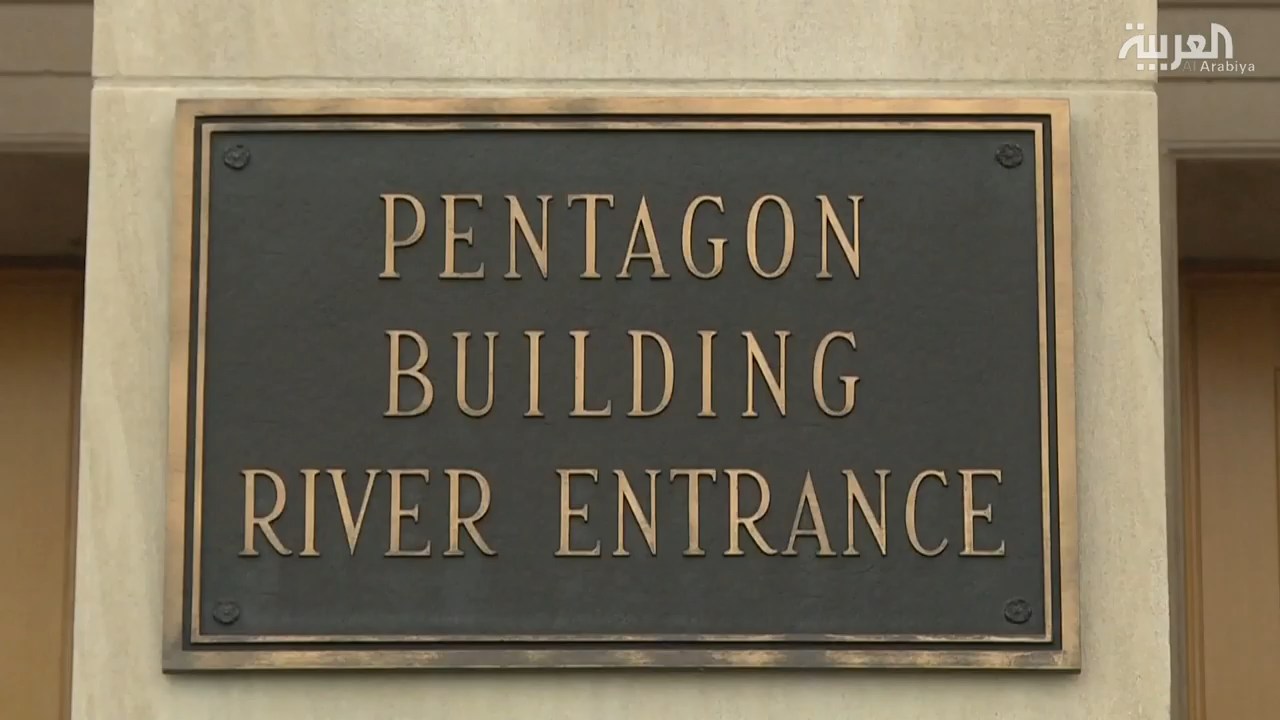 العربية
Al Arabiya
PENTAGON
BUILDING
RIVER ENTRANCE